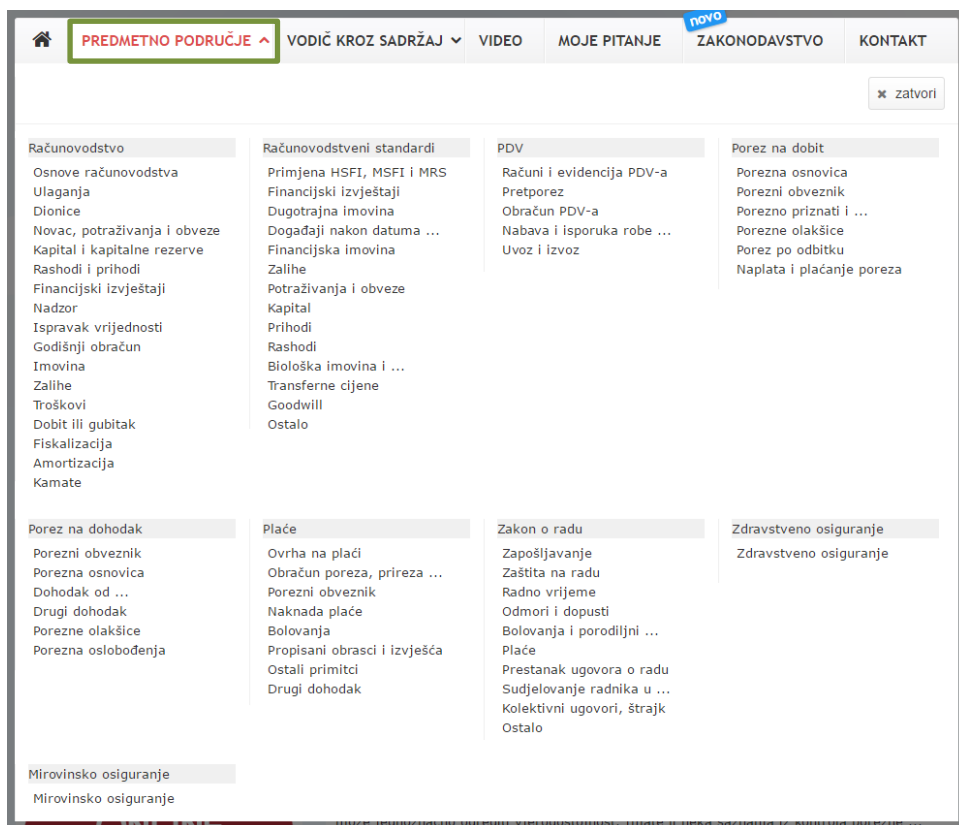 novo
PREDMETNO PODRUČJE VODIČ KROZ SADRŽAJ VIDEO MOJE PITANJE ZAKONODAVSTVO KONTAKT
zatvori
Računovodstvo
Osnove računovodstva
Ulaganja
Dionice
Novac, potraživanja i obveze
Kapital i kapitalne rezerve
Rashodi i prihodi
Financijski izvještaji
Nadzor
Ispravak vrijednosti
Godišnji obračun
Imovina
Zalihe
Troškovi
Dobit ili gubitak
Fiskalizacija
Amortizacija
Kamate
Računovodstveni standardi
Primjena HSFI, MSFI i MRS
Financijski izvještaji
Dugotrajna imovina
Događaji nakon datuma ...
Financijska imovina
Zalihe
Potraživanja i obveze
Kapital
Prihodi
Rashodi
Biološka imovina i ...
Transferne cijene
Goodwill
Ostalo
PDV
Računi i evidencija PDV-a
Pretporez
Obračun PDV-a
Nabava i isporuka robe ...
Uvoz i izvoz
Porez na dobit
Porezna osnovica
Porezni obveznik
Porezno priznati i ...
Porezne olakšice
Porez po odbitku
Naplata i plaćanje poreza
Porez na dohodak
Porezni obveznik
Porezna osnovica
Dohodak od ...
Drugi dohodak
Porezne olakšice
Porezna oslobođenja
Plaće
Ovrha na plaći
Obračun poreza, prireza ...
Porezni obveznik
Naknada plaće
Bolovanja
Propisani obrasci i izvješća
Ostali primitci
Drugi dohodak
Zakon o radu
Zapošljavanje
Zaštita na radu
Radno vrijeme
Odmori i dopusti
Bolovanja i porodiljni ...
Plaće
Prestanak ugovora o radu
Sudjelovanje radnika u ...
Kolektivni ugovori, štrajk
Ostalo
Zdravstveno osiguranje
Zdravstveno osiguranje
Mirovinsko osiguranje
Mirovinsko osiguranje